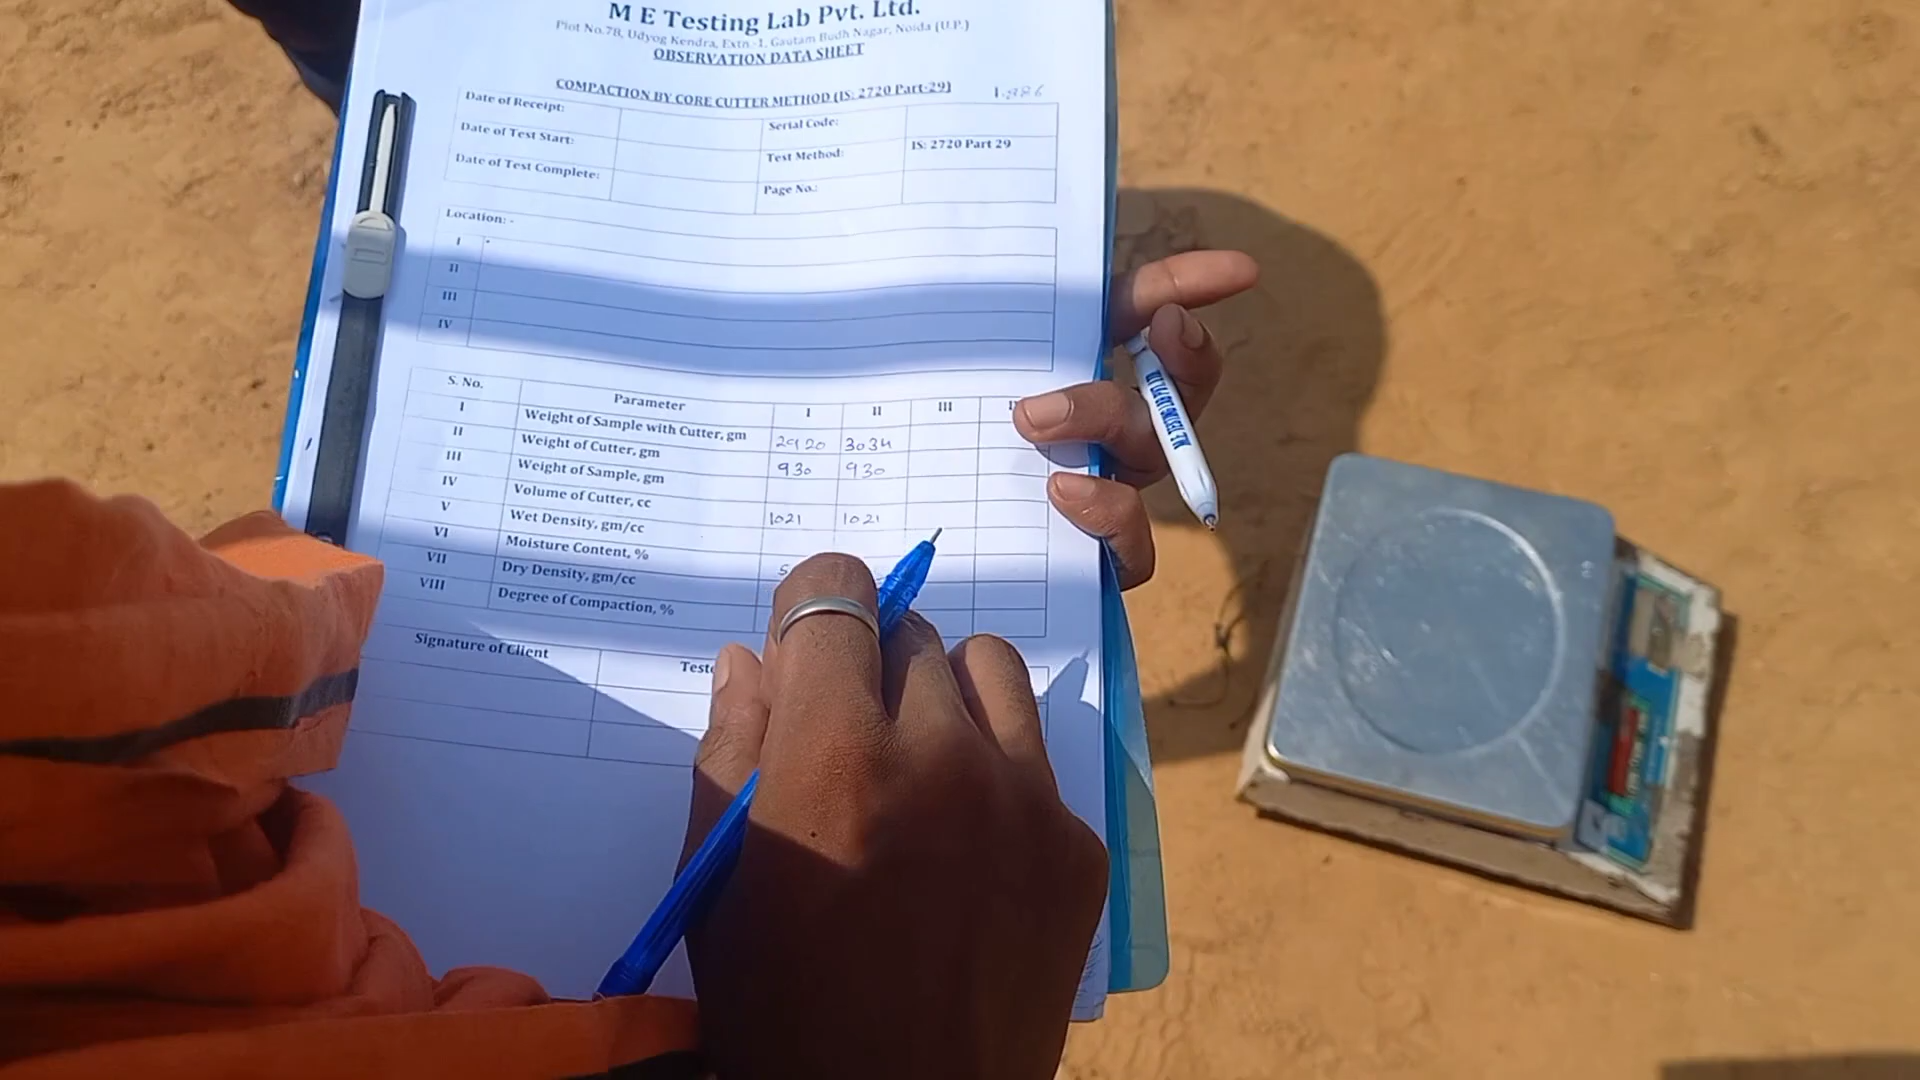 M E Testing Lab Pvt. Ltd.
Plot No.7B, Udyog Kendra, Extn.-1, Gautam Budh Nagar, Noida (U.P.)
OBSERVATION DATA SHEET
COMPACTION BY CORE CUTTER METHOD (IS: 2720 Part-29)
Date of Receipt: Serial Code:
Date of Test Start: Test Method: IS: 2720 Part 29
Date of Test Complete: Page No.:
Location: -
I
II
III
IV
S. No. Parameter I II III
I Weight of Sample with Cutter, gm 2920 3034
II Weight of Cutter, gm 930 930
III Weight of Sample, gm
IV Volume of Cutter, cc 1021 1021
V Wet Density, gm/cc
VI Moisture Content, % 5
VII Dry Density, gm/cc
VIII Degree of Compaction, %
Signature of Client